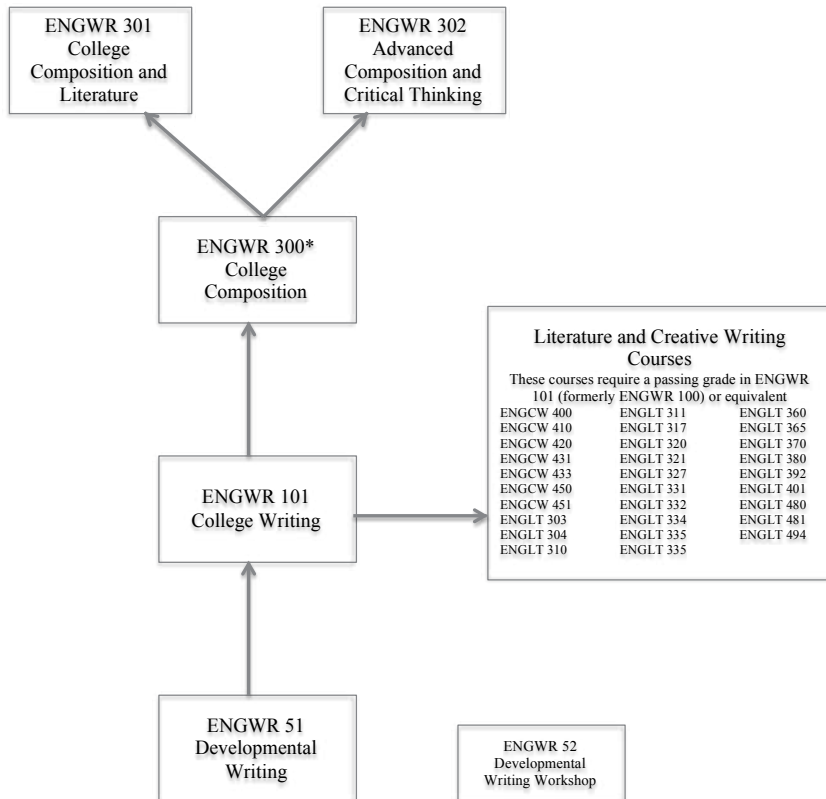 ENGWR 301
College
Composition and
Literature
ENGWR 302
Advanced
Composition and
Critical Thinking
ENGWR 300*
College
Composition
Literature and Creative Writing
Courses
These courses require a passing grade in ENGWR
101 (formerly ENGWR 100) or equivalent
ENGCW 400 ENGLT 311 ENGLT 360
ENGCW 410 ENGLT 317 ENGLT 365
ENGCW 420 ENGLT 320 ENGLT 370
ENGCW 431 ENGLT 321 ENGLT 380
ENGCW 433 ENGLT 327 ENGLT 392
ENGCW 450 ENGLT 331 ENGLT 401
ENGCW 451 ENGLT 332 ENGLT 480
ENGLT 303 ENGLT 334 ENGLT 481
ENGLT 304 ENGLT 335 ENGLT 494
ENGLT 310 ENGLT 335
ENGWR 101
College Writing
ENGWR 51
Developmental
Writing
ENGWR 52
Developmental
Writing Workshop